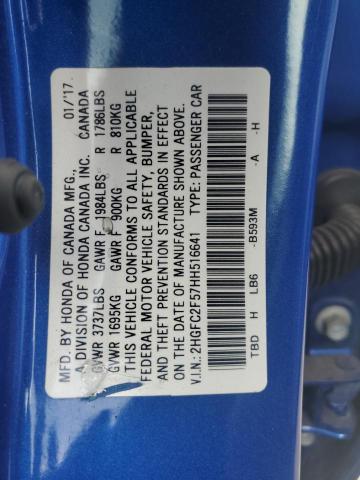 MFD. BY HONDA OF CANADA MFG., 01/'17
A DIVISION OF HONDA CANADA INC. CANADA
GVWR 3737LBS GAWR F 1984LBS R 1786LBS
GVWR 1695KG GAWR F 900KG R 810KG
THIS VEHICLE CONFORMS TO ALL APPLICABLE
FEDERAL MOTOR VEHICLE SAFETY, BUMPER,
AND THEFT PREVENTION STANDARDS IN EFFECT
ON THE DATE OF MANUFACTURE SHOWN ABOVE.
V.I.N.: 2HGFC2F57HH516641 TYPE: PASSENGER CAR
TBD H LB6 -B593M -A -H